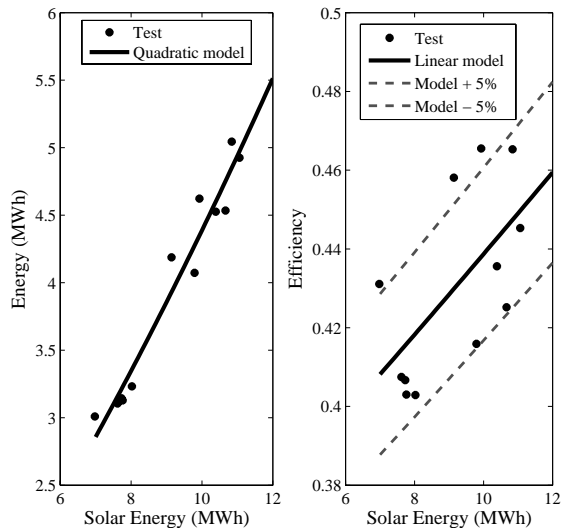 Test
Quadratic model
6
5.5
5
4.5
4
3.5
3
2.5
6 8 10 12
Energy (MWh)
Solar Energy (MWh)
Test
Linear model
Model + 5%
Model − 5%
0.5
0.48
0.46
0.44
0.42
0.4
0.38
6 8 10 12
Efficiency
Solar Energy (MWh)